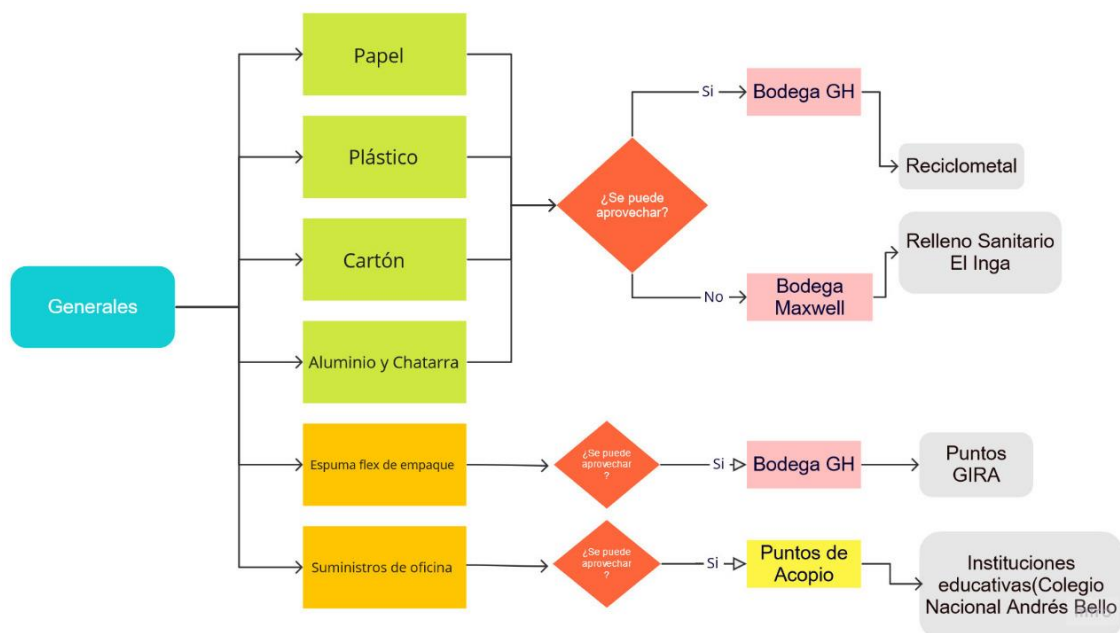 Generales
Papel
Plástico
Cartón
Aluminio y Chatarra
Espuma flex de empaque
Suministros de oficina
¿Se puede
aprovechar?
Si
Bodega GH
Reciclometal
No
Bodega
Maxwell
Relleno Sanitario
El Inga
¿Se puede
aprovechar
?
Si
Bodega GH
Puntos
GIRA
¿Se puede
aprovechar
?
Si
Puntos de
Acopio
Instituciones
educativas(Colegio
Nacional Andrés Bello
miro